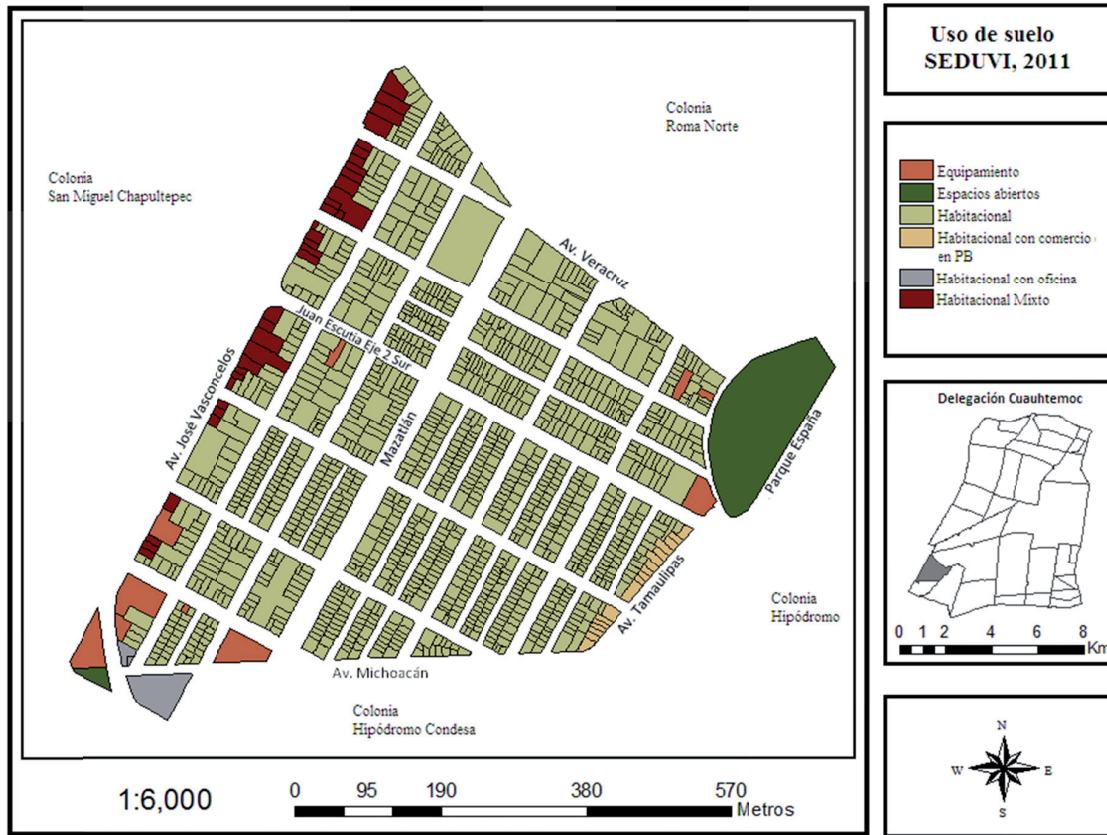 Uso de suelo
SEDUVI, 2011
Colonia
Roma Norte
Colonia
San Miguel Chapultepec
Equipamiento
Espacios abiertos
Habitacional
Habitacional con comercio
en PB
Habitacional con oficina
Habitacional Mixto
Av. Veracruz
Juan Escutia Eje 2 Sur
Av. José Vasconcelos
Mazatlán
Parque España
Av. Tamaulipas
Colonia
Hipódromo
Av. Michoacán
Colonia
Hipódromo Condesa
Delegación Cuauhtemoc
0 1 2 4 6 8
Km
1:6,000
0 95 190 380 570
Metros
N
W E
S